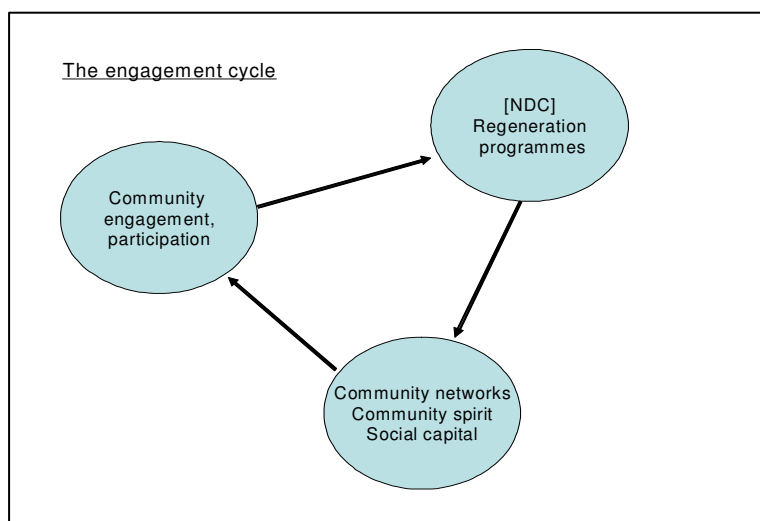 The engagement cycle
[NDC]
Regeneration
programmes
Community
engagement,
participation
Community networks
Community spirit
Social capital